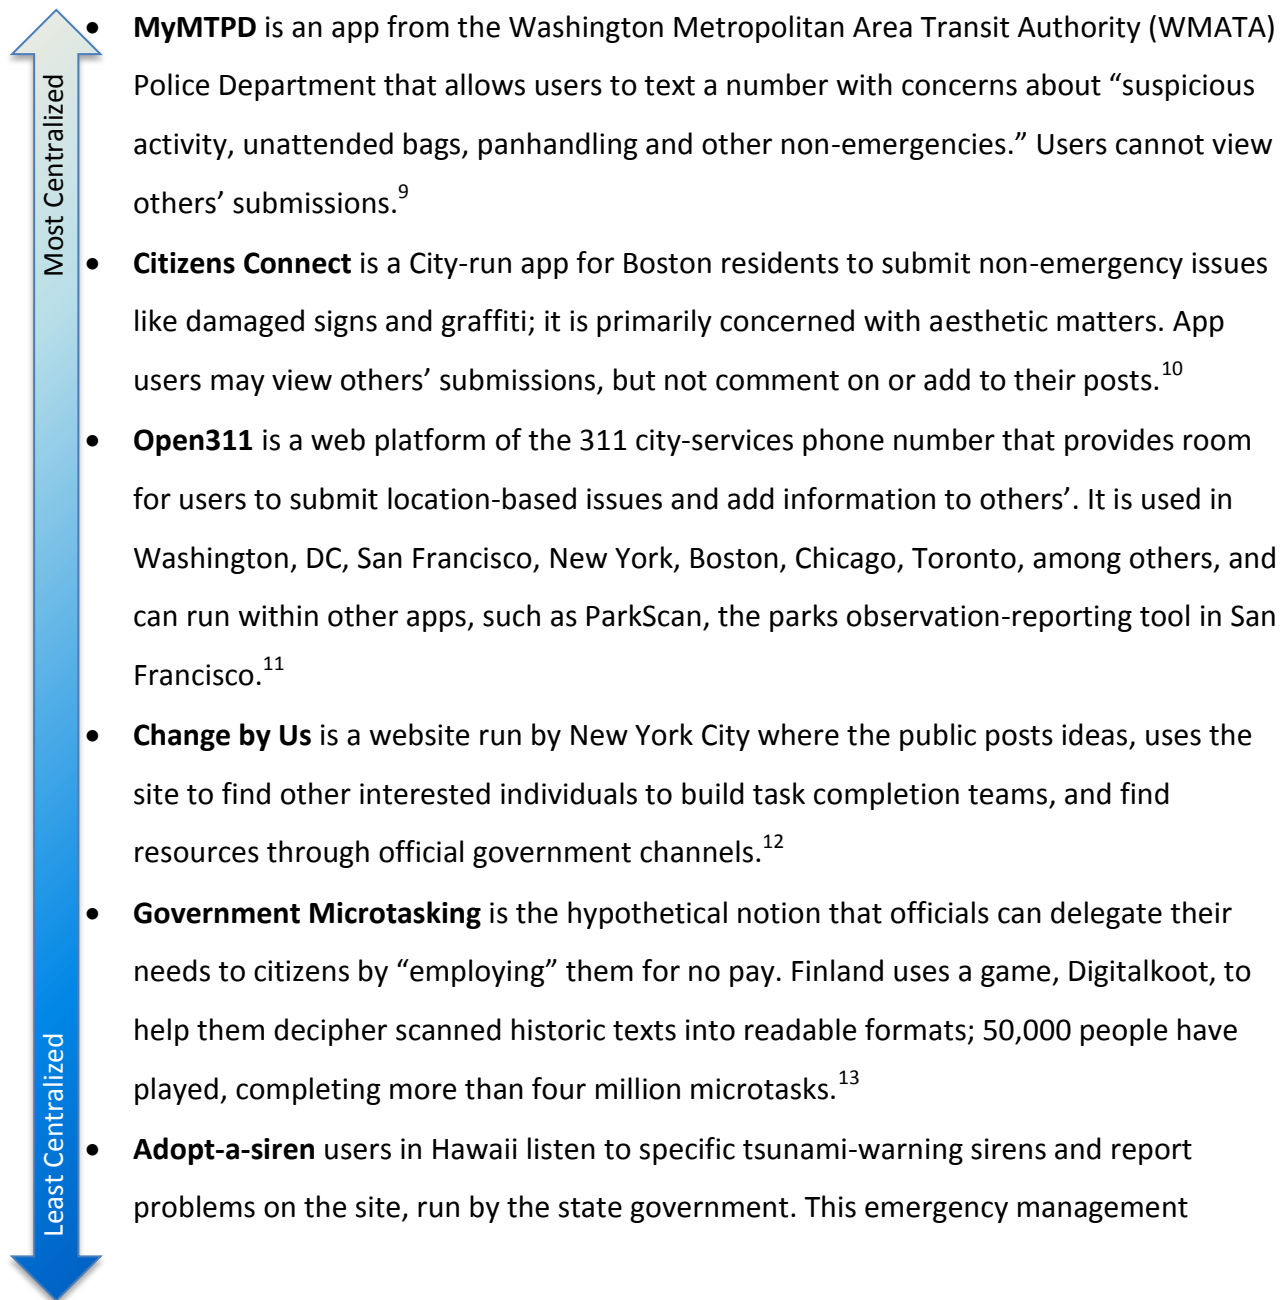 Most Centralized
• MyMTPD is an app from the Washington Metropolitan Area Transit Authority (WMATA)
Police Department that allows users to text a number with concerns about “suspicious
activity, unattended bags, panhandling and other non-emergencies.” Users cannot view
others’ submissions.9
• Citizens Connect is a City-run app for Boston residents to submit non-emergency issues
like damaged signs and graffiti; it is primarily concerned with aesthetic matters. App
users may view others’ submissions, but not comment on or add to their posts.10
• Open311 is a web platform of the 311 city-services phone number that provides room
for users to submit location-based issues and add information to others’. It is used in
Washington, DC, San Francisco, New York, Boston, Chicago, Toronto, among others, and
can run within other apps, such as ParkScan, the parks observation-reporting tool in San
Francisco.11
• Change by Us is a website run by New York City where the public posts ideas, uses the
site to find other interested individuals to build task completion teams, and find
resources through official government channels.12
• Government Microtasking is the hypothetical notion that officials can delegate their
needs to citizens by “employing” them for no pay. Finland uses a game, Digitalkoot, to
help them decipher scanned historic texts into readable formats; 50,000 people have
played, completing more than four million microtasks.13
• Adopt-a-siren users in Hawaii listen to specific tsunami-warning sirens and report
problems on the site, run by the state government. This emergency management
Least Centralized